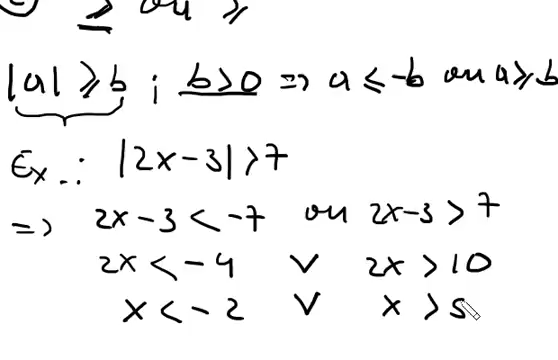 ≥ ou ⩾
|a| ⩾ b ; b > 0 => a ⩽ -b ou a ⩾ b
Ex.: |2x - 3| > 7
=> 2x - 3 < -7 ou 2x - 3 > 7
2x < -4 ∨ 2x > 10
x < -2 ∨ x > 5